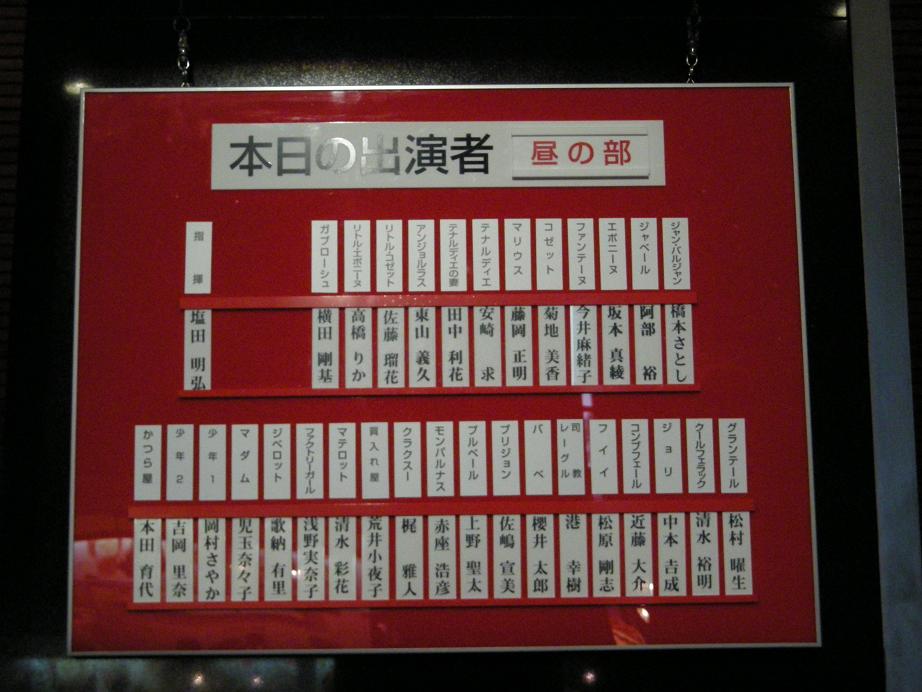 本日の出演者 昼の部
ジャン・バルジャン 橋本さとし
ジャベール 阿部 裕
エポニーヌ 坂本 真綾
ファンテーヌ 今井麻緒子
コゼット 菊地 美香
マリウス 藤岡 正明
テナルディエ 安崎 求
テナルディエの妻 田中 利花
アンジョルラス 東山 義久
リトル・コゼット 佐藤 瑠花
リトル・エポニーヌ 高橋 りか
ガブローシュ 横田 剛基
指揮 塩田 明弘
グランテール 松村 曜生
クールフェラック 清水 裕明
ジョリ 中本 吉成
コンブフェール 近藤 大介
フイイ 松原 剛志
司教 レーグル 港 幸樹
バベ 櫻井 太郎
ブリジョン 佐嶋 宣美
プルベール 上野 聖太
モンパルナス 赤座 浩彦
クラクスー 梶 雅人
買入れ屋 荒井小夜子
マテロット 清水 彩花
ファクトリーガール 浅野実奈子
ジベロット 歌納 有里
マダム 児玉奈々子
少年1 岡村さやか
少年2 吉岡 里奈
かつら屋 本田 育代